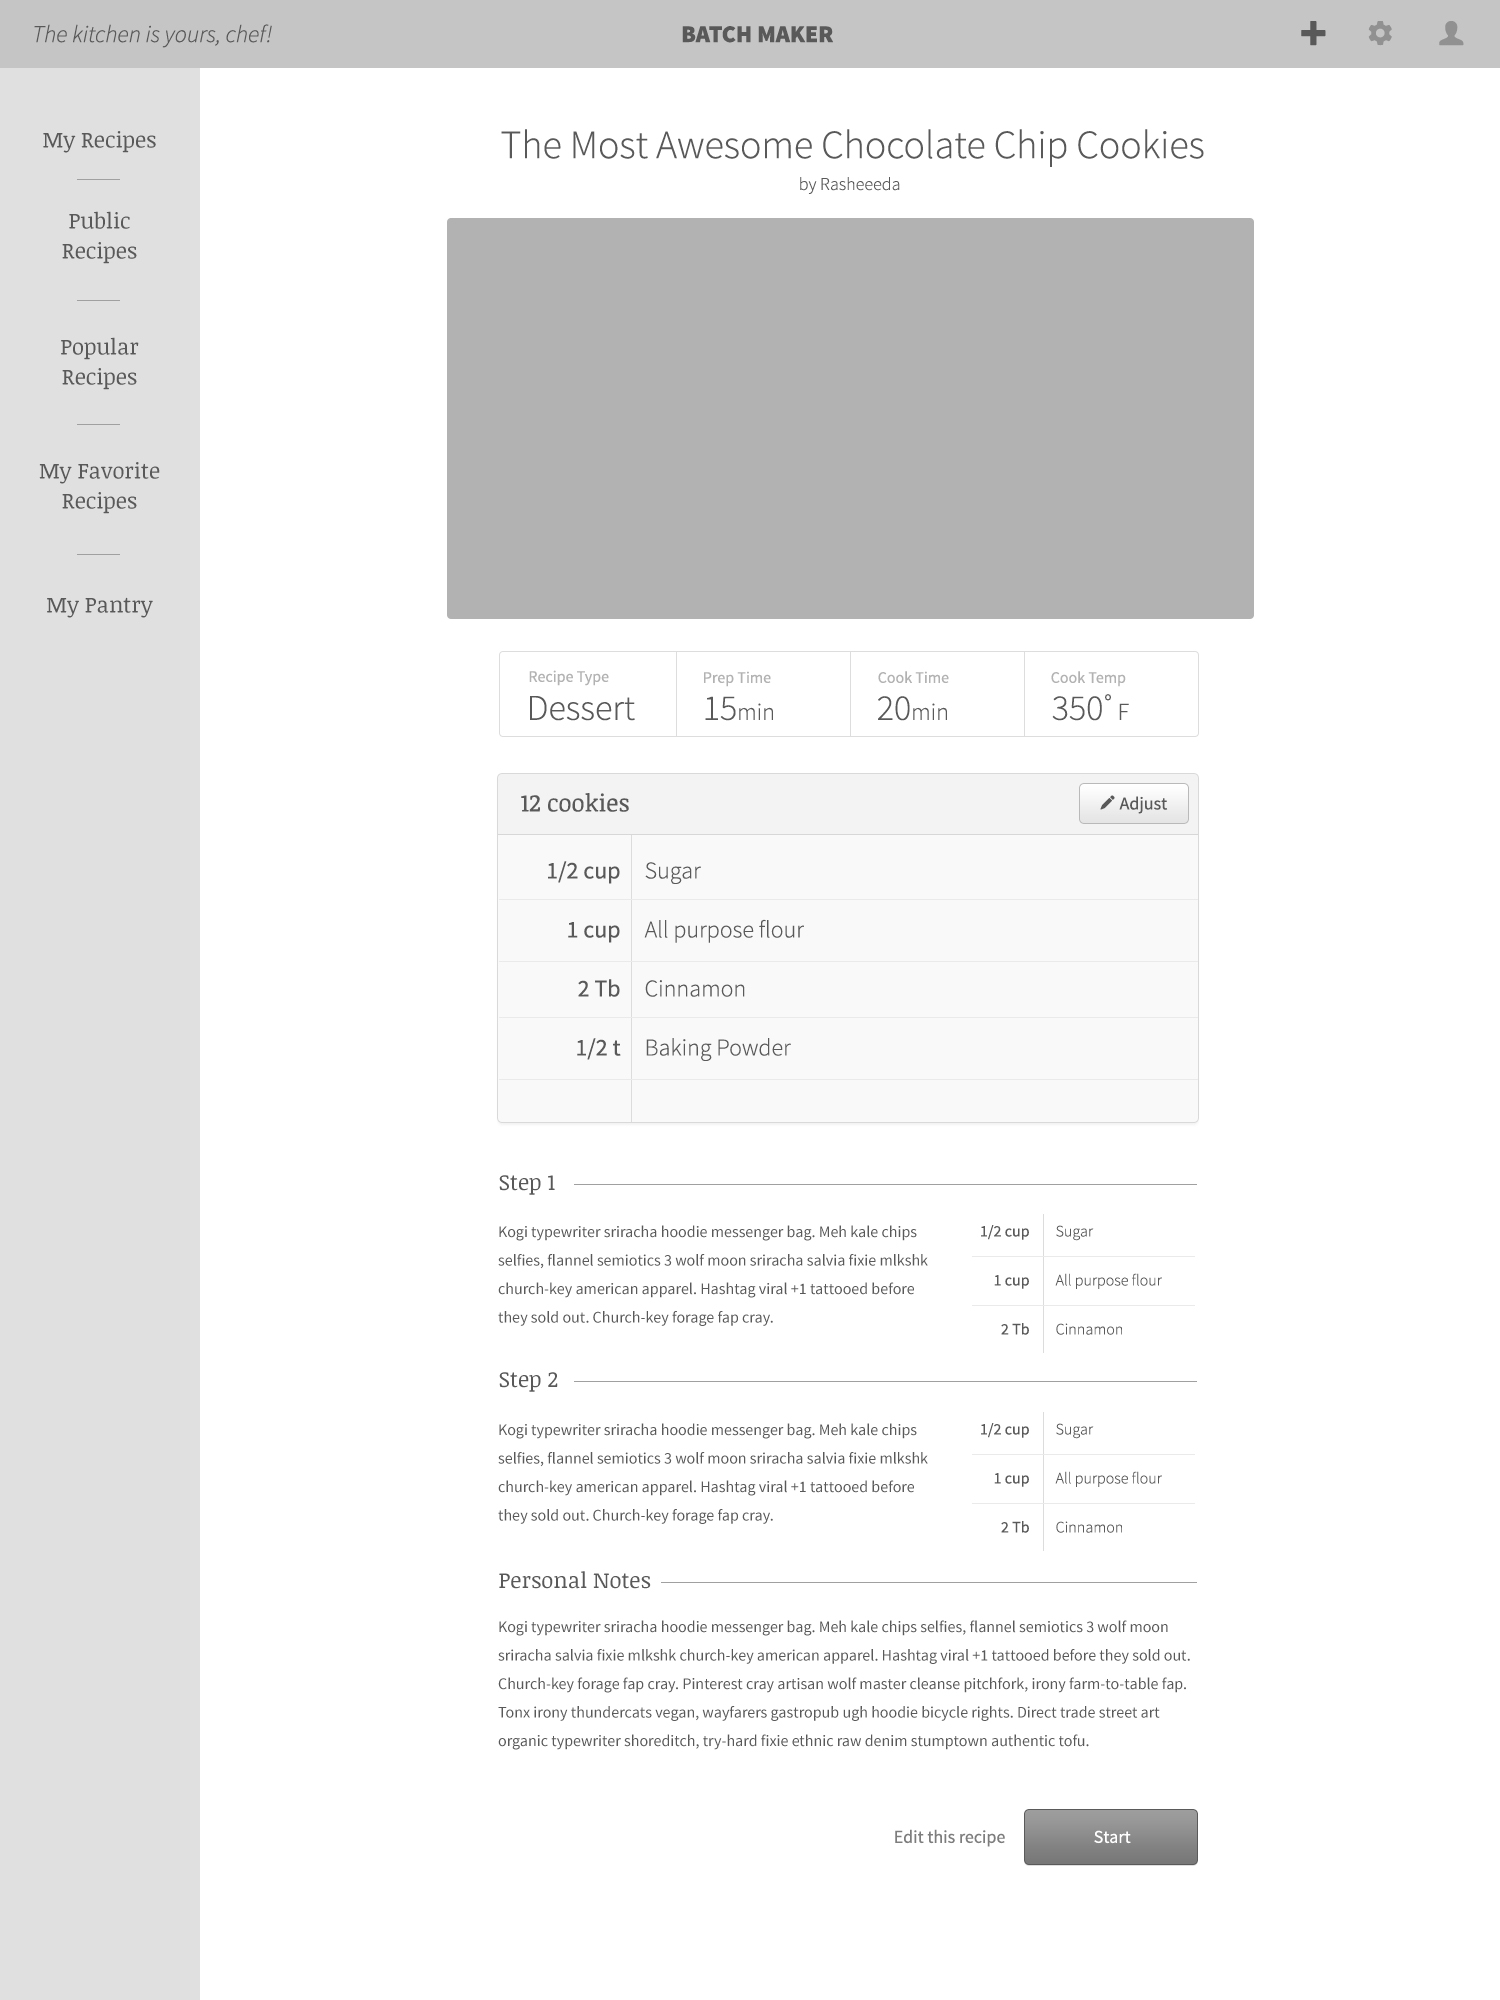 The kitchen is yours, chef!
BATCH MAKER
My Recipes
Public
Recipes
Popular
Recipes
My Favorite
Recipes
My Pantry
The Most Awesome Chocolate Chip Cookies
by Rasheeeda
Recipe Type
Dessert
Prep Time
15min
Cook Time
20min
Cook Temp
350° F
12 cookies
Adjust
1/2 cup Sugar
1 cup All purpose flour
2 Tb Cinnamon
1/2 t Baking Powder
Step 1
Kogi typewriter sriracha hoodie messenger bag. Meh kale chips
selfies, flannel semiotics 3 wolf moon sriracha salvia fixie mlkshk
church-key american apparel. Hashtag viral +1 tattooed before
they sold out. Church-key forage fap cray.
1/2 cup Sugar
1 cup All purpose flour
2 Tb Cinnamon
Step 2
Kogi typewriter sriracha hoodie messenger bag. Meh kale chips
selfies, flannel semiotics 3 wolf moon sriracha salvia fixie mlkshk
church-key american apparel. Hashtag viral +1 tattooed before
they sold out. Church-key forage fap cray.
1/2 cup Sugar
1 cup All purpose flour
2 Tb Cinnamon
Personal Notes
Kogi typewriter sriracha hoodie messenger bag. Meh kale chips selfies, flannel semiotics 3 wolf moon
sriracha salvia fixie mlkshk church-key american apparel. Hashtag viral +1 tattooed before they sold out.
Church-key forage fap cray. Pinterest cray artisan wolf master cleanse pitchfork, irony farm-to-table fap.
Tonx irony thundercats vegan, wayfarers gastropub ugh hoodie bicycle rights. Direct trade street art
organic typewriter shoreditch, try-hard fixie ethnic raw denim stumptown authentic tofu.
Edit this recipe
Start